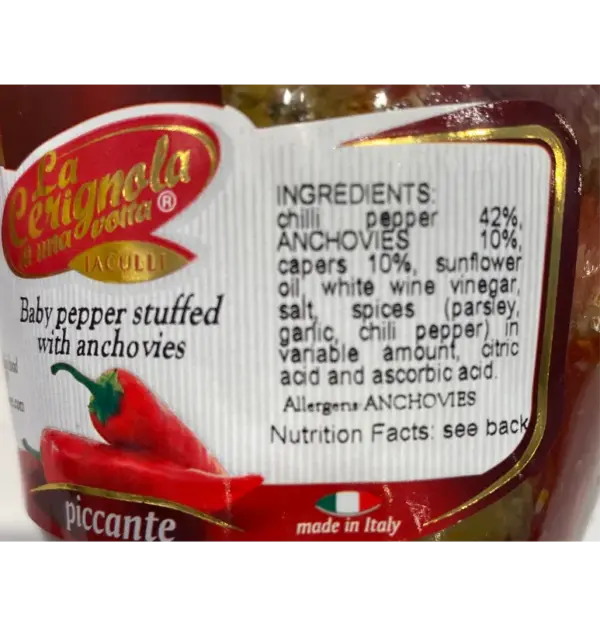 La
Cerignola
di una volta ®
IACULLI
Baby pepper stuffed
with anchovies
piccante
INGREDIENTS:
chilli pepper 42%,
ANCHOVIES 10%,
capers 10%, sunflower
oil, white wine vinegar,
salt, spices (parsley,
garlic, chili pepper) in
variable amount, citric
acid and ascorbic acid.
Allergens ANCHOVIES
Nutrition Facts: see back
made in Italy